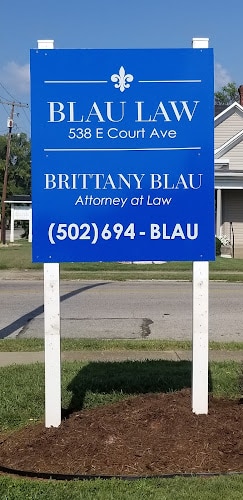 BLAU LAW
538 E Court Ave
BRITTANY BLAU
Attorney at Law
(502)694-BLAU